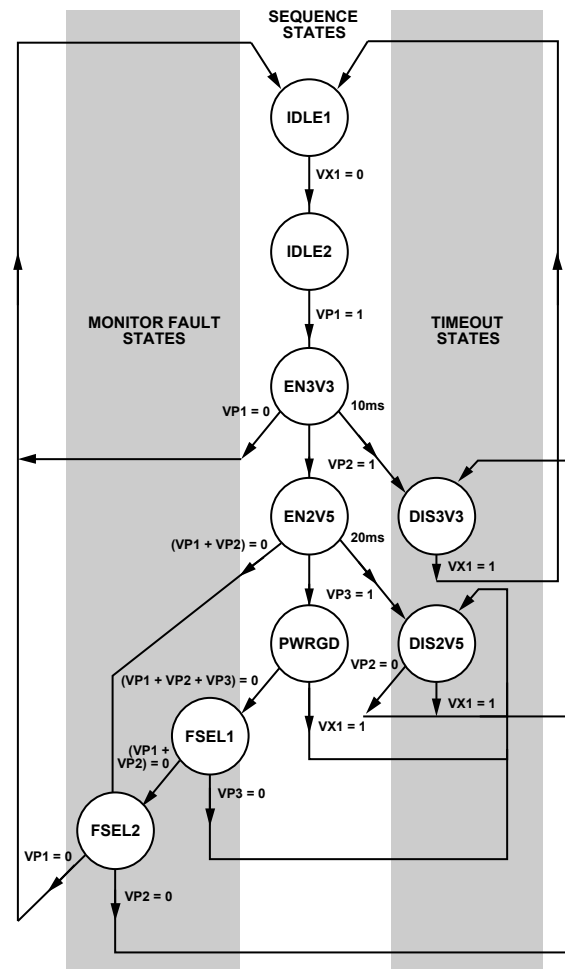 SEQUENCE
STATES
IDLE1
VX1 = 0
IDLE2
MONITOR FAULT
STATES
VP1 = 1
TIMEOUT
STATES
EN3V3
VP1 = 0
10ms
VP2 = 1
EN2V5
DIS3V3
(VP1 + VP2) = 0
20ms
VX1 = 1
VP3 = 1
PWRGD
DIS2V5
VP2 = 0
(VP1 + VP2 + VP3) = 0
VX1 = 1
VX1 = 1
FSEL1
(VP1 +
VP2) = 0
VP3 = 0
FSEL2
VP1 = 0
VP2 = 0